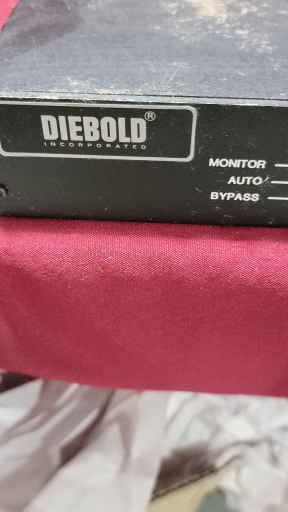 DIEBOLD®
INCORPORATED
MONITOR
AUTO
BYPASS